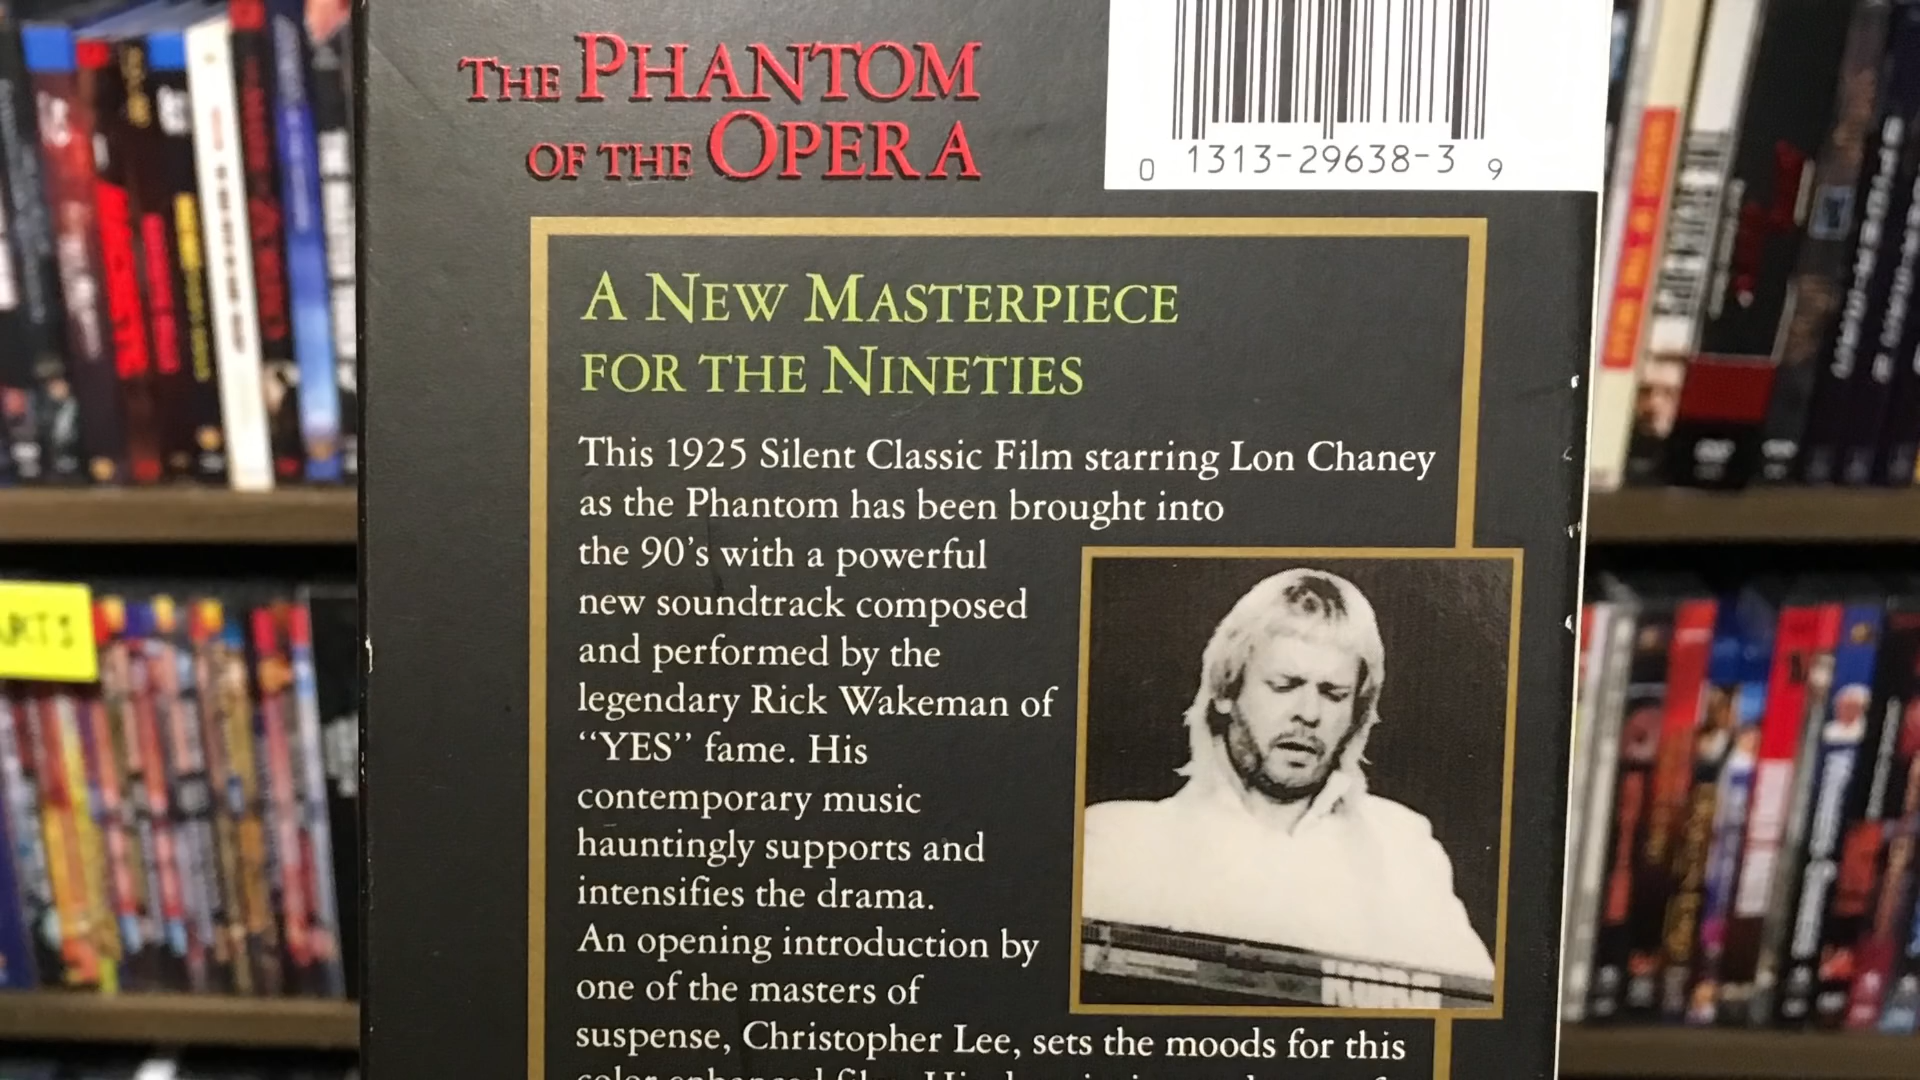 THE PHANTOM
OF THE OPERA
0 1313-29638-3 9
A NEW MASTERPIECE
FOR THE NINETIES
This 1925 Silent Classic Film starring Lon Chaney
as the Phantom has been brought into
the 90's with a powerful
new soundtrack composed
and performed by the
legendary Rick Wakeman of
“YES” fame. His
contemporary music
hauntingly supports and
intensifies the drama.
An opening introduction by
one of the masters of
suspense, Christopher Lee, sets the moods for this
KORG